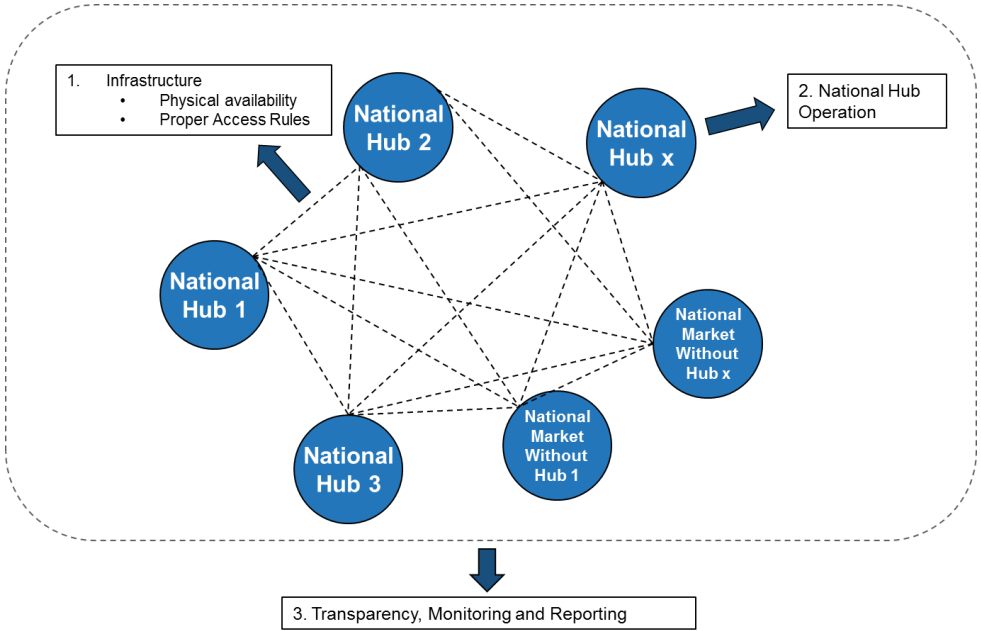 1. Infrastructure
• Physical availability
• Proper Access Rules
National
Hub 2
National
Hub x
2. National Hub
Operation
National
Hub 1
National
Market
Without
Hub x
National
Hub 3
National
Market
Without
Hub 1
3. Transparency, Monitoring and Reporting